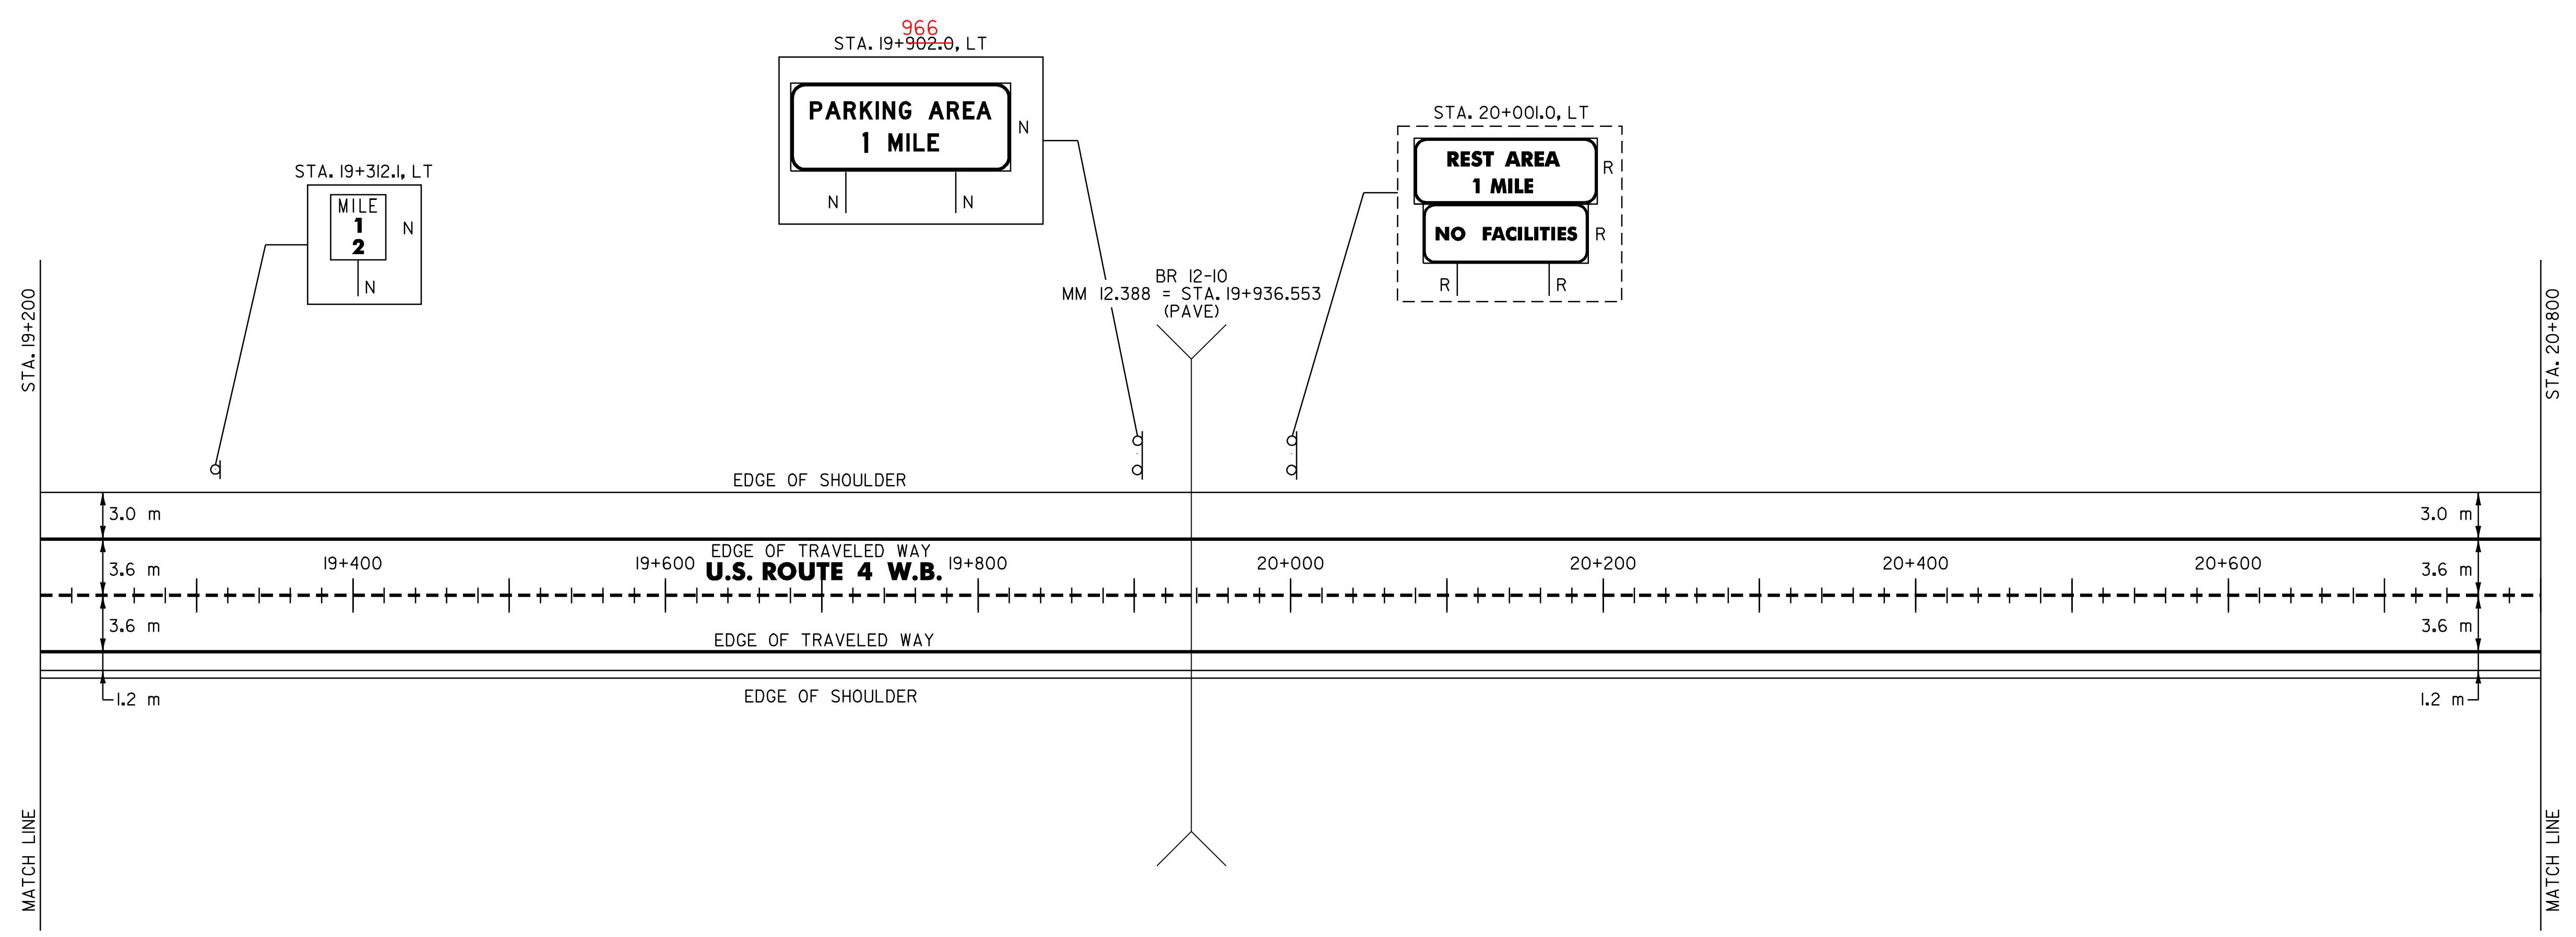 966
STA. 19+902.0, LT
PARKING AREA
1 MILE
N
N
N
STA. 20+001.0, LT
REST AREA
1 MILE
R
NO FACILITIES
R
R
R
STA. 19+312.1, LT
MILE
1
2
N
N
BR 12-10
MM 12.388 = STA. 19+936.553
(PAVE)
STA. 19+200
STA. 20+800
EDGE OF SHOULDER
3.0 m
3.0 m
EDGE OF TRAVELED WAY
3.6 m
19+400
19+600
U.S. ROUTE 4 W.B.
19+800
20+000
20+200
20+400
20+600
3.6 m
3.6 m
3.6 m
EDGE OF TRAVELED WAY
1.2 m
EDGE OF SHOULDER
1.2 m
MATCH LINE
MATCH LINE